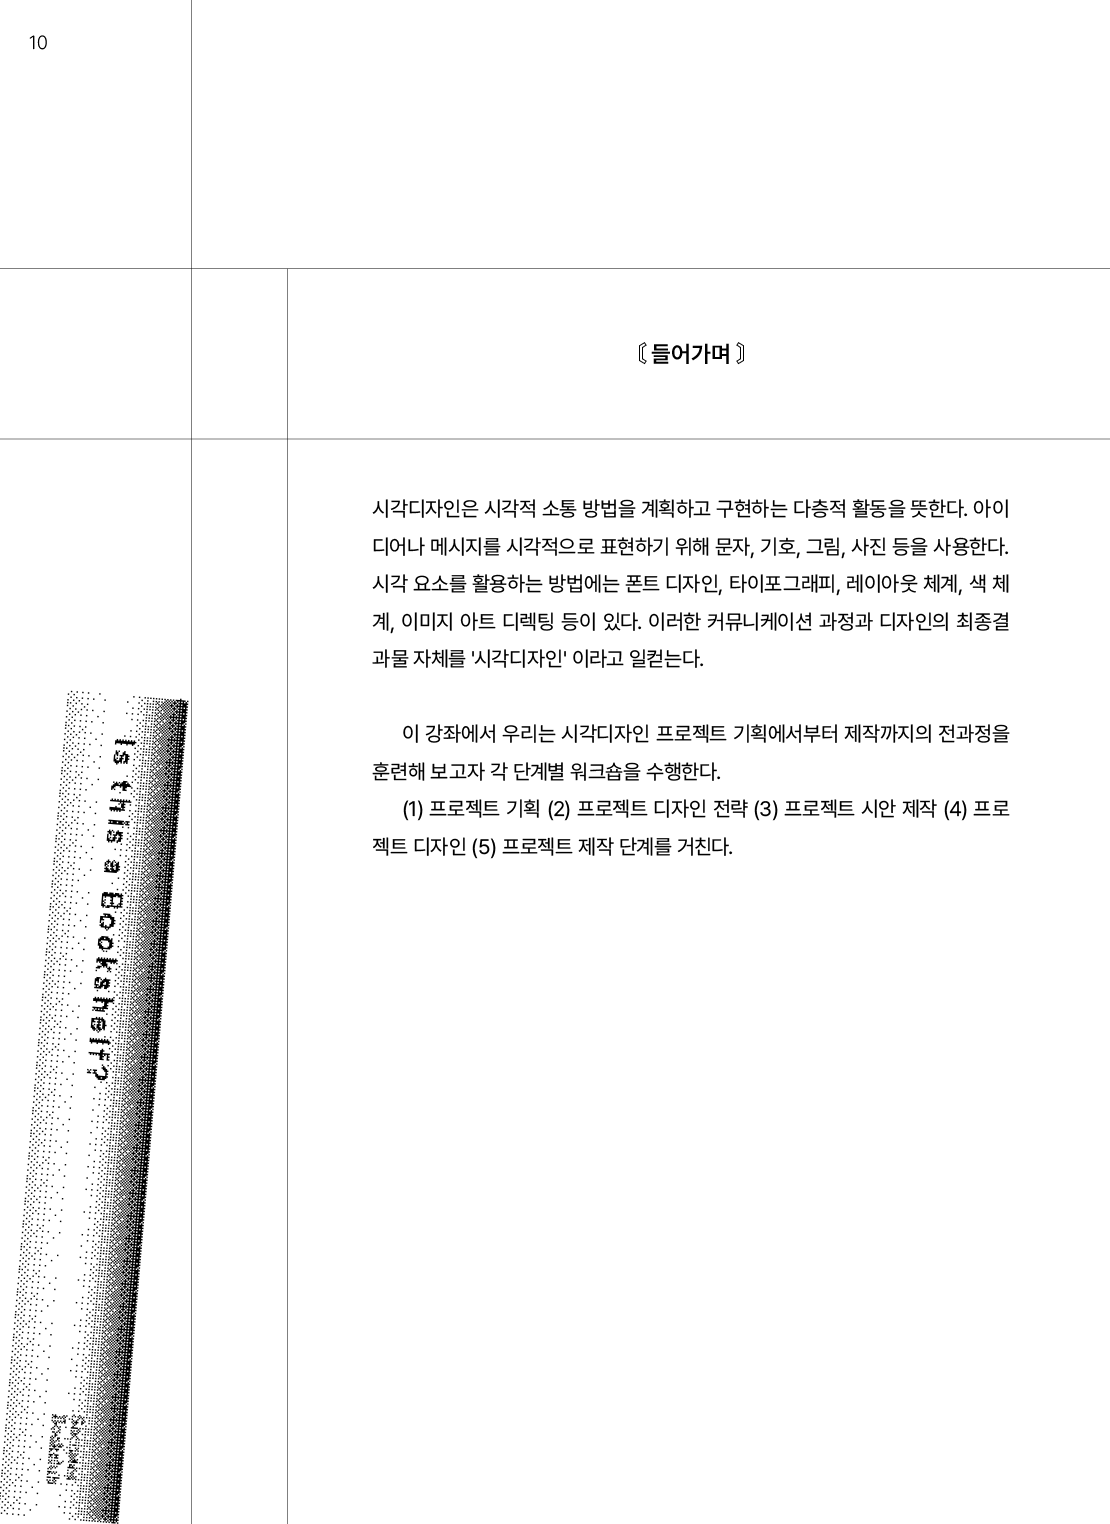 10
〘 들어가며 〙
시각디자인은 시각적 소통 방법을 계획하고 구현하는 다층적 활동을 뜻한다. 아이
디어나 메시지를 시각적으로 표현하기 위해 문자, 기호, 그림, 사진 등을 사용한다.
시각 요소를 활용하는 방법에는 폰트 디자인, 타이포그래피, 레이아웃 체계, 색 체
계, 이미지 아트 디렉팅 등이 있다. 이러한 커뮤니케이션 과정과 디자인의 최종결
과물 자체를 '시각디자인' 이라고 일컫는다.
이 강좌에서 우리는 시각디자인 프로젝트 기획에서부터 제작까지의 전과정을
훈련해 보고자 각 단계별 워크숍을 수행한다.
(1) 프로젝트 기획 (2) 프로젝트 디자인 전략 (3) 프로젝트 시안 제작 (4) 프로
젝트 디자인 (5) 프로젝트 제작 단계를 거친다.
Is this a Bookshelf?